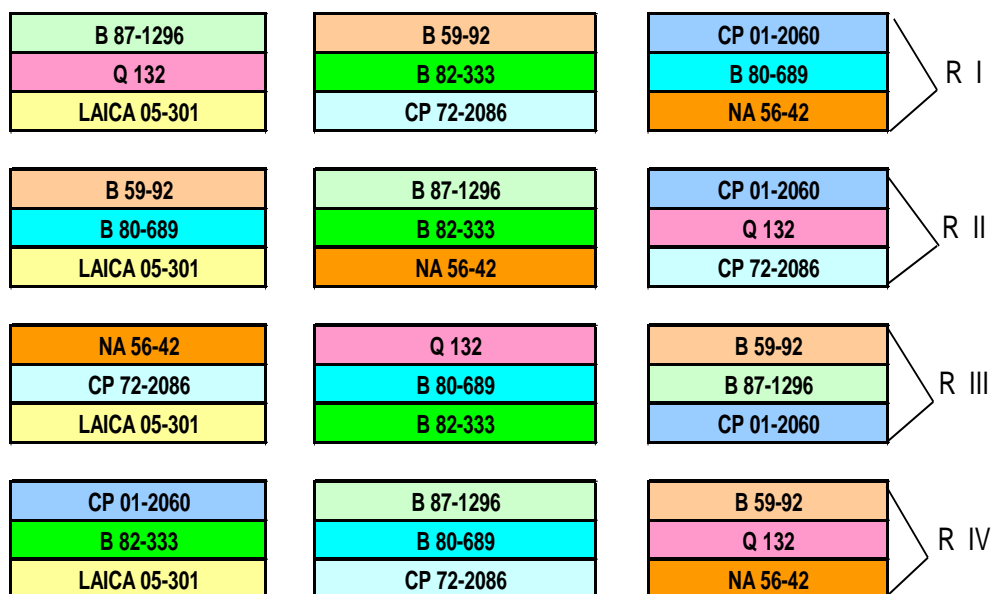 B 87-1296 B 59-92 CP 01-2060
Q 132 B 82-333 B 80-689 R I
LAICA 05-301 CP 72-2086 NA 56-42
B 59-92 B 87-1296 CP 01-2060
B 80-689 B 82-333 Q 132 R II
LAICA 05-301 NA 56-42 CP 72-2086
NA 56-42 Q 132 B 59-92
CP 72-2086 B 80-689 B 87-1296 R III
LAICA 05-301 B 82-333 CP 01-2060
CP 01-2060 B 87-1296 B 59-92
B 82-333 B 80-689 Q 132 R IV
LAICA 05-301 CP 72-2086 NA 56-42